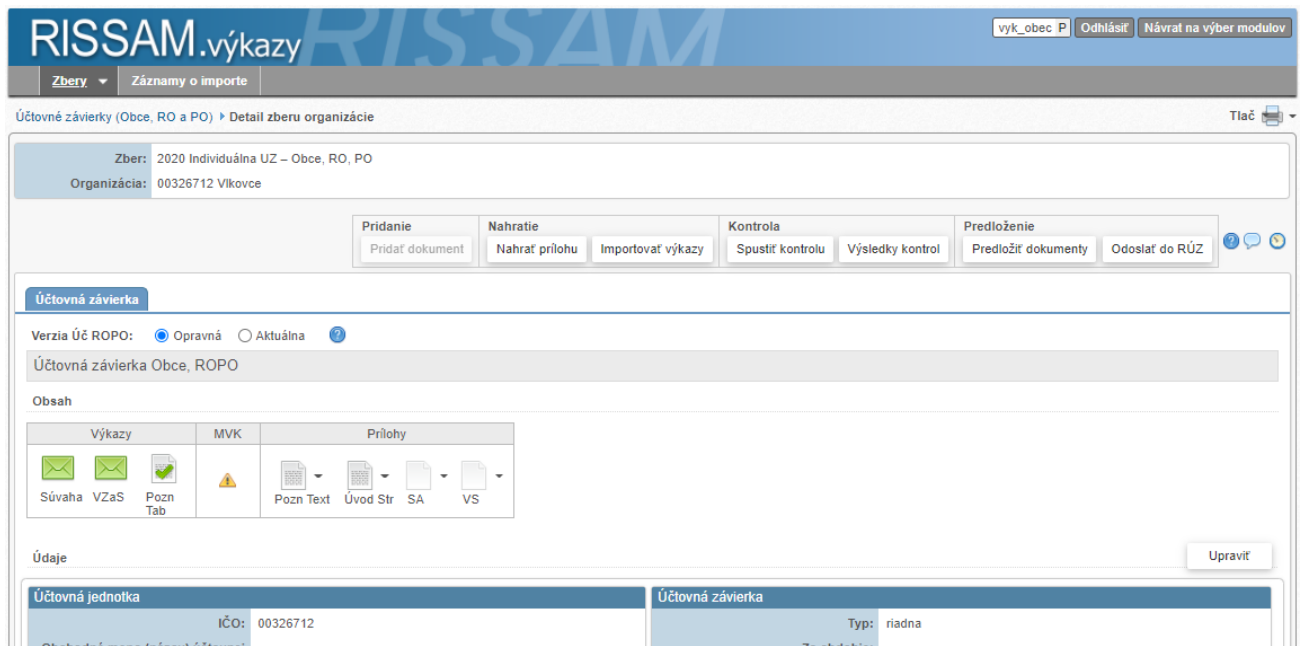 RISSAM.výkazy
RISSAM
vyk_obec P Odhlásiť Návrat na výber modulov
Zbery Záznamy o importe
Účtovné závierky (Obce, RO a PO) Detail zberu organizácie Tlač
Zber: 2020 Individuálna UZ – Obce, RO, PO
Organizácia: 00326712 Vlkovce
Pridanie Nahratie Kontrola Predloženie
Pridať dokument Nahrať prílohu Importovať výkazy Spustiť kontrolu Výsledky kontrol Predložiť dokumenty Odoslať do RÚZ
Účtovná závierka
Verzia Úč ROPO: Opravná Aktuálna
Účtovná závierka Obce, ROPO
Obsah
Výkazy MVK Prílohy
Súvaha VZaS Pozn Tab Pozn Text Úvod Str SA VS
Údaje Upraviť
Účtovná jednotka Účtovná závierka
IČO: 00326712 Typ: riadna